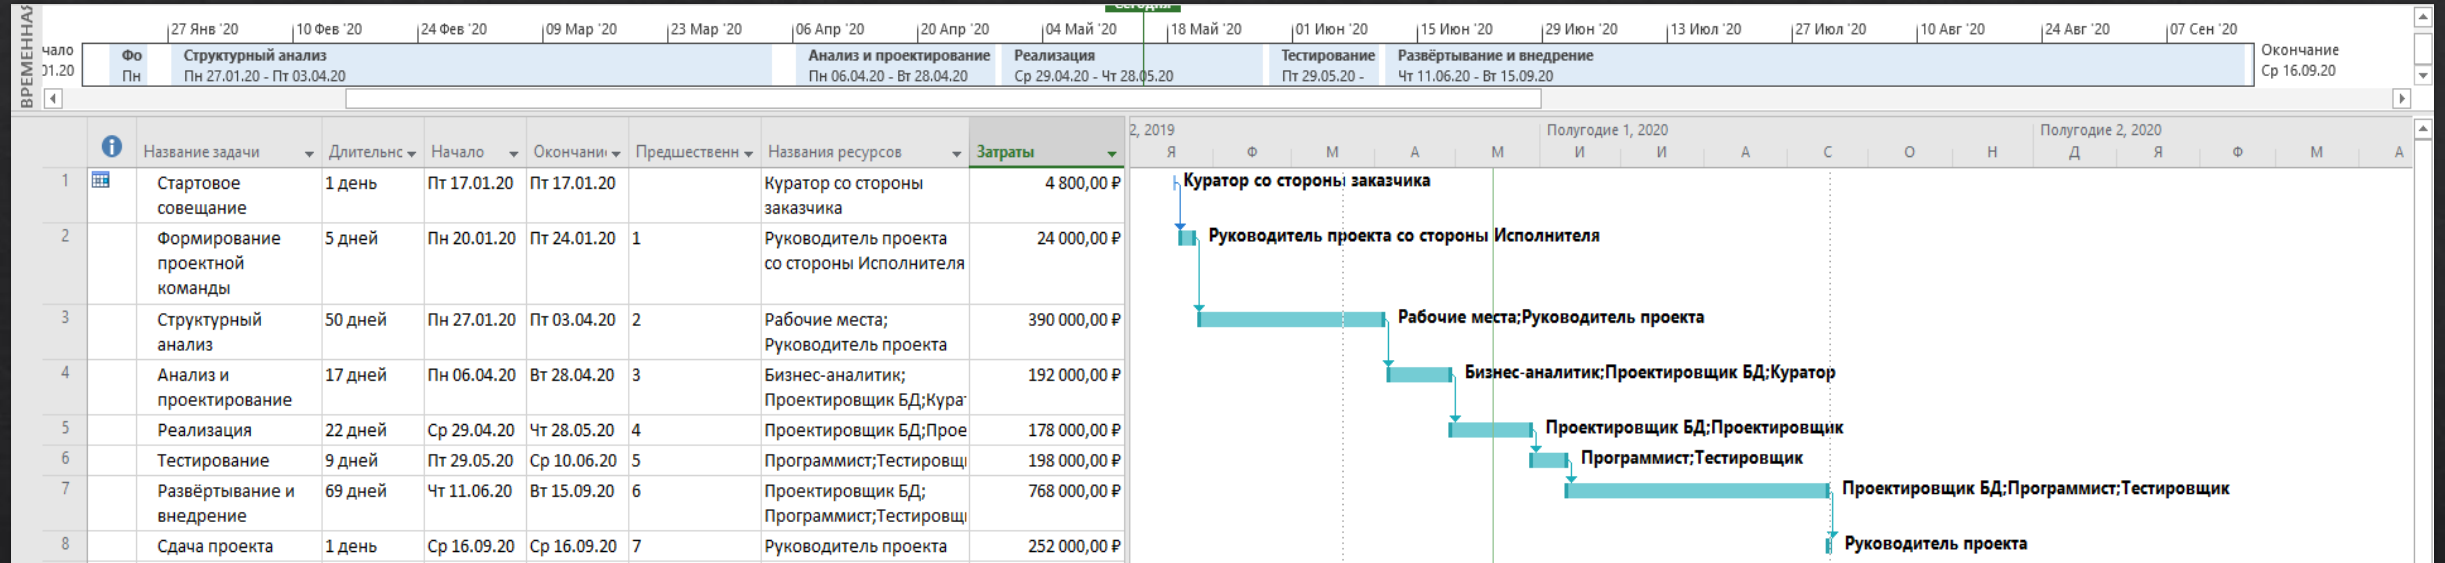 Сегодня
ВРЕМЕННАЯ
27 Янв '20 10 Фев '20 24 Фев '20 09 Мар '20 23 Мар '20 06 Апр '20 20 Апр '20 04 Май '20 18 Май '20 01 Июн '20 15 Июн '20 29 Июн '20 13 Июл '20 27 Июл '20 10 Авг '20 24 Авг '20 07 Сен '20
чало Фо Структурный анализ Анализ и проектирование Реализация Тестирование Развёртывание и внедрение Окончание
01.20 Пн Пн 27.01.20 - Пт 03.04.20 Пн 06.04.20 - Вт 28.04.20 Ср 29.04.20 - Чт 28.05.20 Пт 29.05.20 - Чт 11.06.20 - Вт 15.09.20 Ср 16.09.20
2, 2019 Полугодие 1, 2020 Полугодие 2, 2020
Название задачи Длительнс Начало Окончани Предшественн Названия ресурсов Затраты Я Ф М А М И И А С О Н Д Я Ф М А
1 Стартовое совещание 1 день Пт 17.01.20 Пт 17.01.20 Куратор со стороны заказчика 4 800,00 ₽ Куратор со стороны заказчика
2 Формирование проектной команды 5 дней Пн 20.01.20 Пт 24.01.20 1 Руководитель проекта со стороны Исполнителя 24 000,00 ₽ Руководитель проекта со стороны Исполнителя
3 Структурный анализ 50 дней Пн 27.01.20 Пт 03.04.20 2 Рабочие места; Руководитель проекта 390 000,00 ₽ Рабочие места;Руководитель проекта
4 Анализ и проектирование 17 дней Пн 06.04.20 Вт 28.04.20 3 Бизнес-аналитик; Проектировщик БД;Кура 192 000,00 ₽ Бизнес-аналитик;Проектировщик БД;Куратор
5 Реализация 22 дней Ср 29.04.20 Чт 28.05.20 4 Проектировщик БД;Прое 178 000,00 ₽ Проектировщик БД;Проектировщик
6 Тестирование 9 дней Пт 29.05.20 Ср 10.06.20 5 Программист;Тестировщ 198 000,00 ₽ Программист;Тестировщик
7 Развёртывание и внедрение 69 дней Чт 11.06.20 Вт 15.09.20 6 Проектировщик БД; Программист;Тестировщ 768 000,00 ₽ Проектировщик БД;Программист;Тестировщик
8 Сдача проекта 1 день Ср 16.09.20 Ср 16.09.20 7 Руководитель проекта 252 000,00 ₽ Руководитель проекта